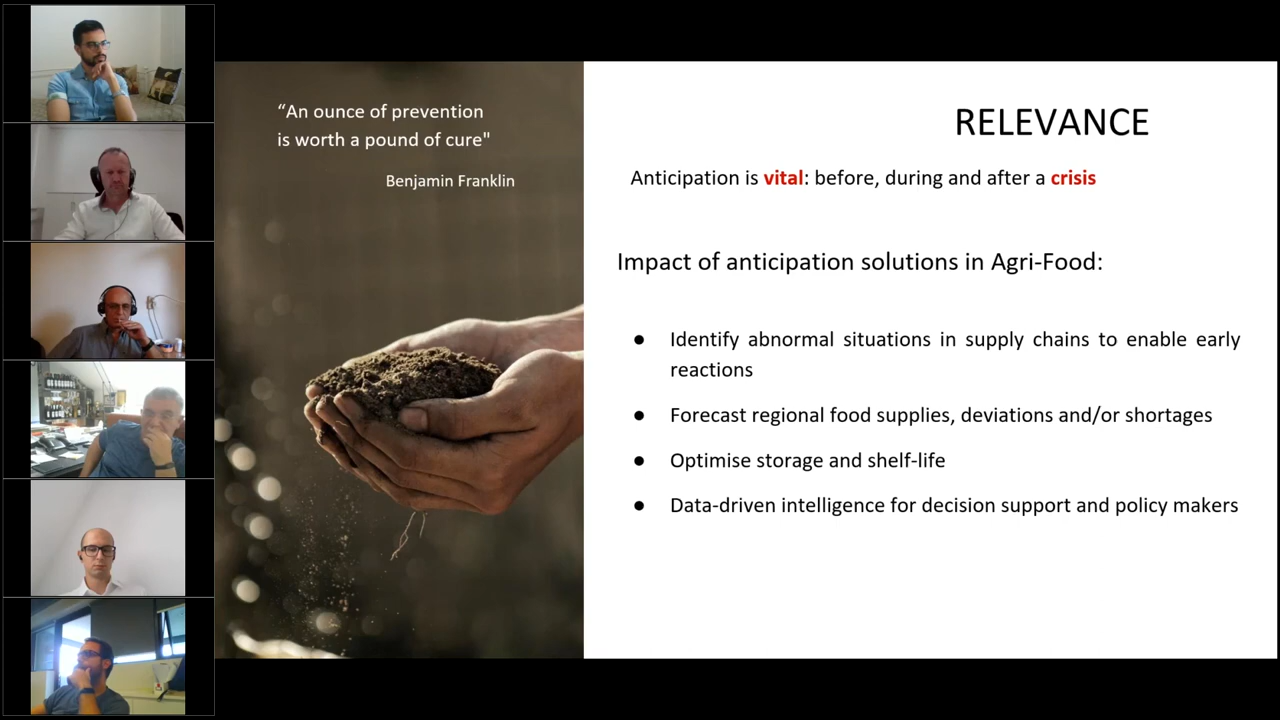 “An ounce of prevention
is worth a pound of cure"
Benjamin Franklin
RELEVANCE
Anticipation is vital: before, during and after a crisis
Impact of anticipation solutions in Agri-Food:
● Identify abnormal situations in supply chains to enable early
reactions
● Forecast regional food supplies, deviations and/or shortages
● Optimise storage and shelf-life
● Data-driven intelligence for decision support and policy makers